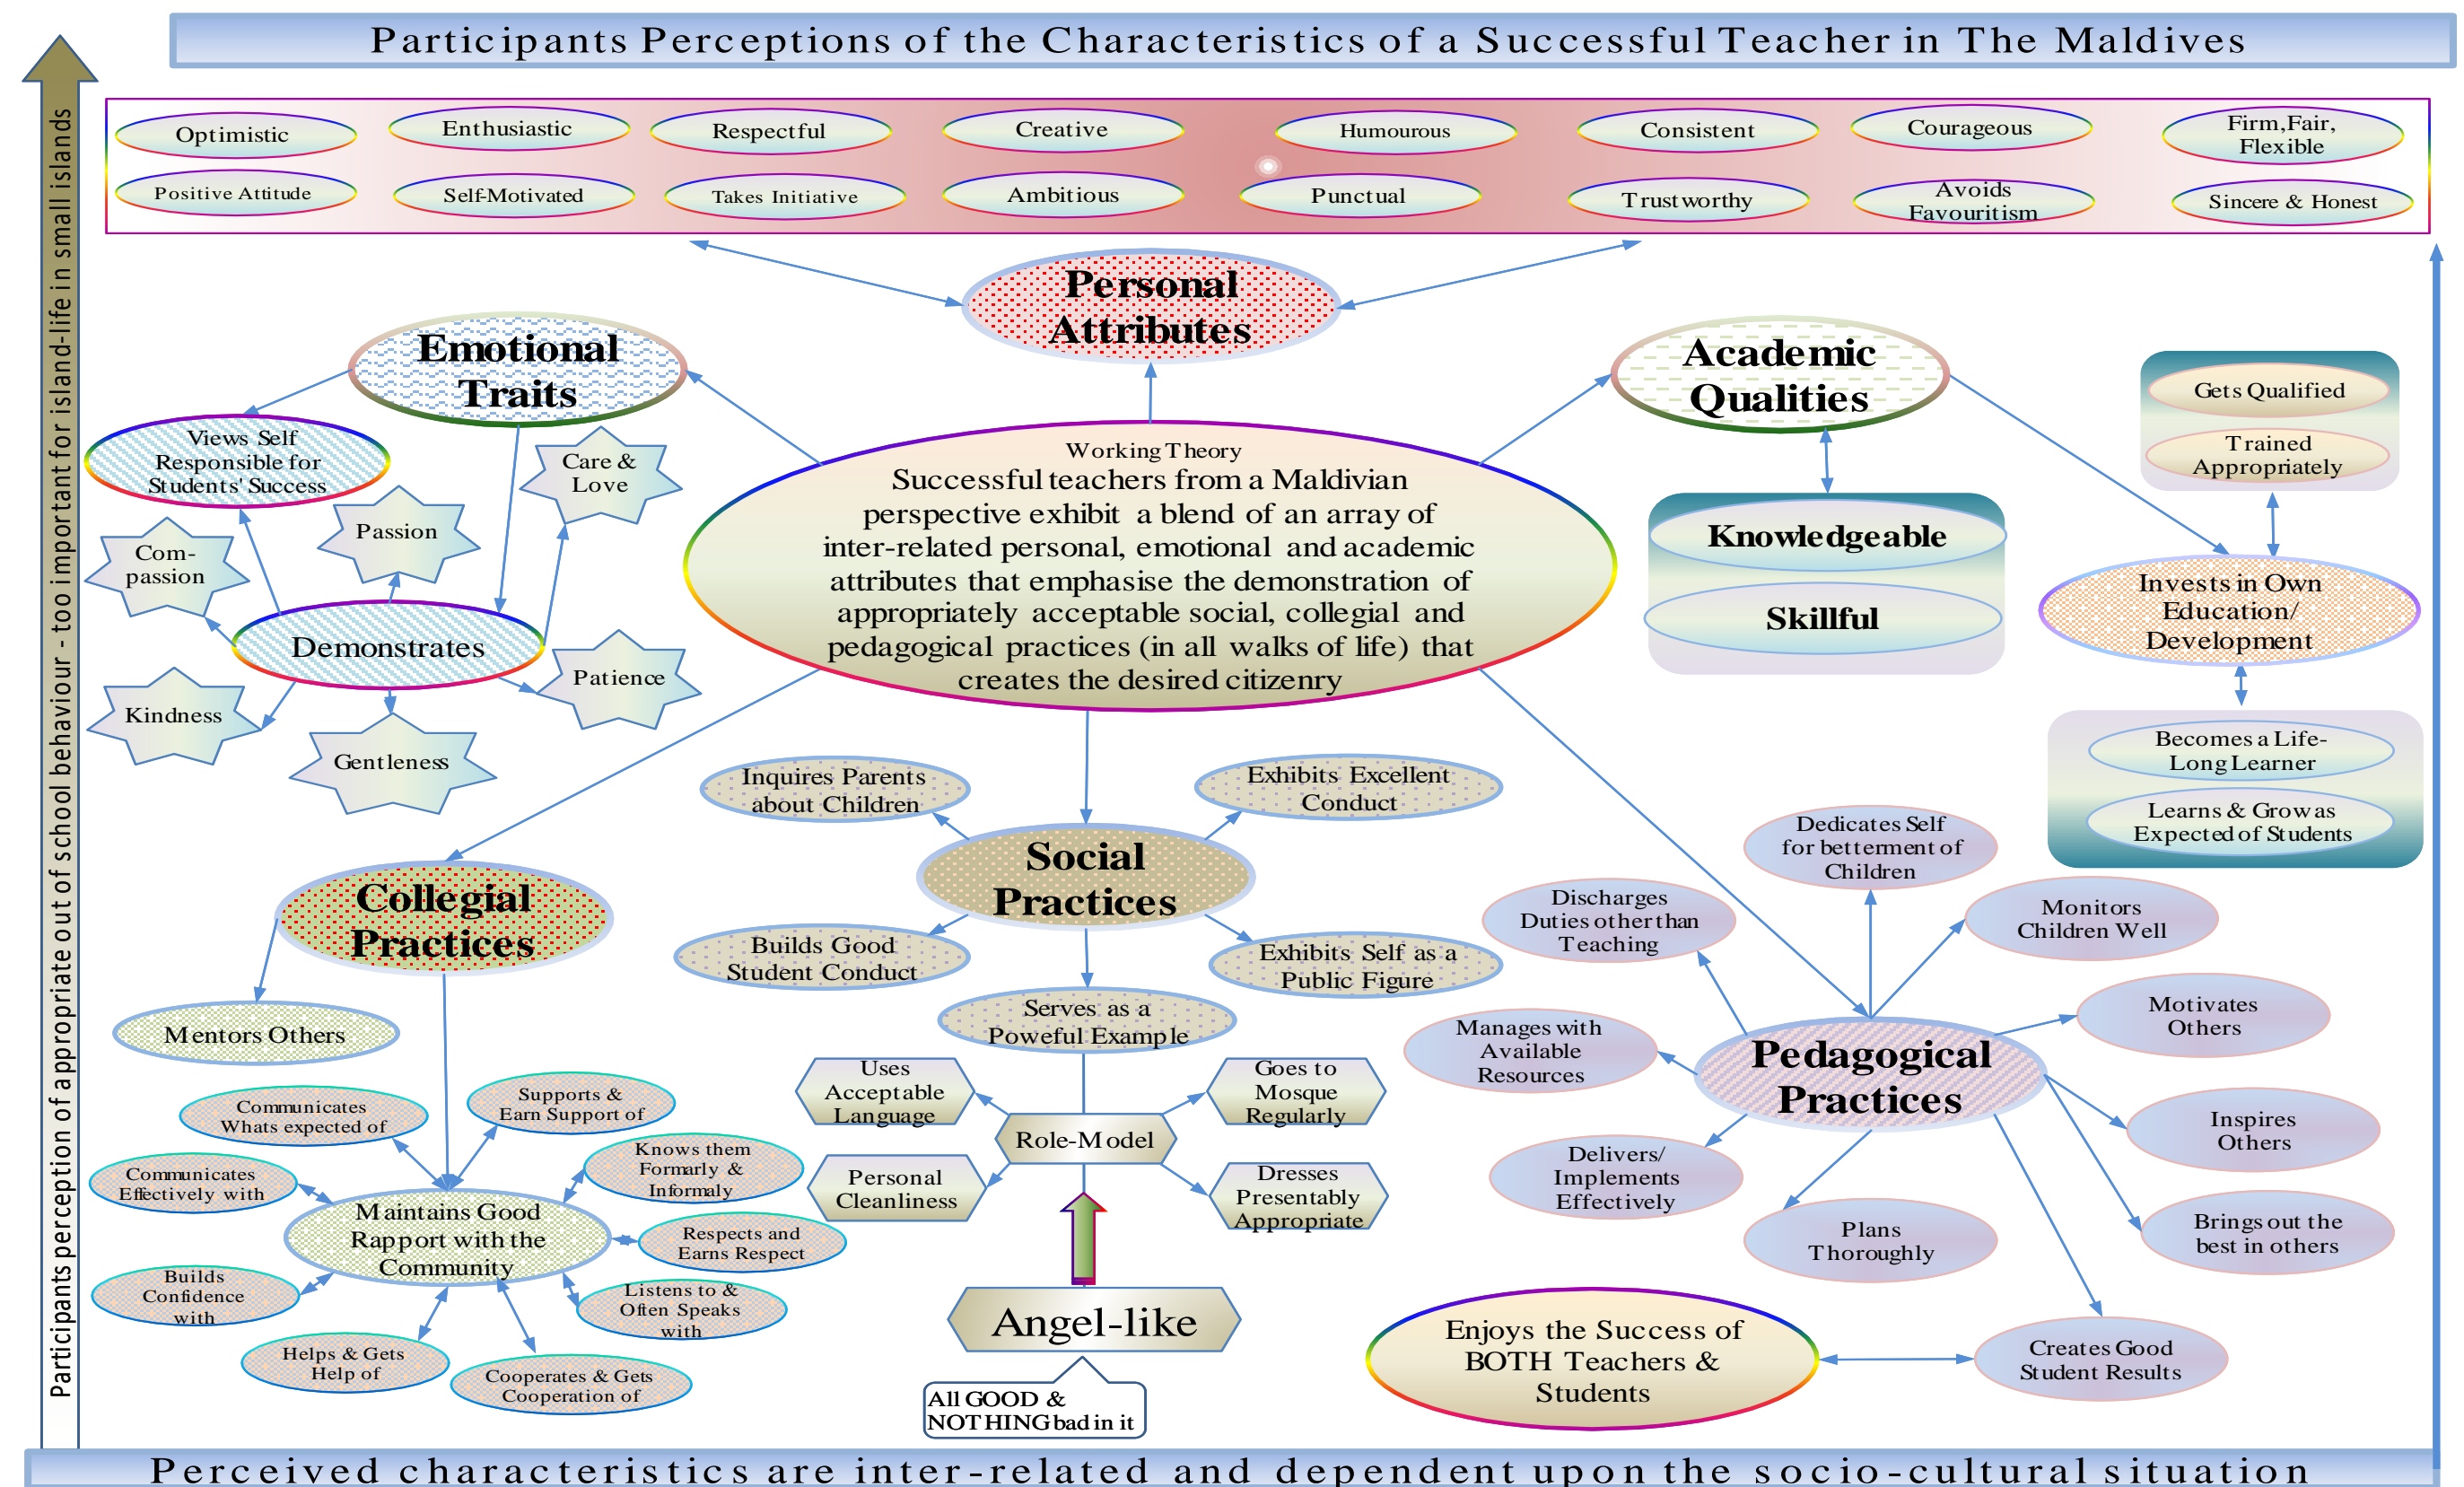 Participants Perceptions of the Characteristics of a Successful Teacher in The Maldives
Participants perception of appropriate out of school behaviour - too important for island-life in small islands
Optimistic
Enthusiastic
Respectful
Creative
Humourous
Consistent
Courageous
Firm,Fair,
Flexible
Positive Attitude
Self-Motivated
Takes Initiative
Ambitious
Punctual
Trustworthy
Avoids
Favouritism
Sincere & Honest
Personal
Attributes
Emotional
Traits
Academic
Qualities
Views Self
Responsible for
Students' Success
Care &
Love
Passion
Com-
passion
Demonstrates
Patience
Kindness
Gentleness
Working Theory
Successful teachers from a Maldivian
perspective exhibit a blend of an array of
inter-related personal, emotional and academic
attributes that emphasise the demonstration of
appropriately acceptable social, collegial and
pedagogical practices (in all walks of life) that
creates the desired citizenry
Knowledgeable
Skillful
Gets Qualified
Trained
Appropriately
Invests in Own
Education/
Development
Becomes a Life-
Long Learner
Learns & Grow as
Expected of Students
Collegial
Practices
Mentors Others
Communicates
Whats expected of
Supports &
Earn Support of
Communicates
Effectively with
Knows them
Formarly &
Informaly
Maintains Good
Rapport with the
Community
Respects and
Earns Respect
Builds
Confidence
with
Listens to &
Often Speaks
with
Helps & Gets
Help of
Cooperates & Gets
Cooperation of
Inquires Parents
about Children
Exhibits Excellent
Conduct
Social
Practices
Builds Good
Student Conduct
Exhibits Self as a
Public Figure
Serves as a
Poweful Example
Uses
Acceptable
Language
Goes to
Mosque
Regularly
Role-Model
Personal
Cleanliness
Dresses
Presentably
Appropriate
Angel-like
All GOOD &
NOTHING bad in it
Dedicates Self
for betterment of
Children
Discharges
Duties other than
Teaching
Monitors
Children Well
Manages with
Available
Resources
Motivates
Others
Pedagogical
Practices
Inspires
Others
Delivers/
Implements
Effectively
Plans
Thoroughly
Brings out the
best in others
Creates Good
Student Results
Enjoys the Success of
BOTH Teachers &
Students
Perceived characteristics are inter-related and dependent upon the socio-cultural situation